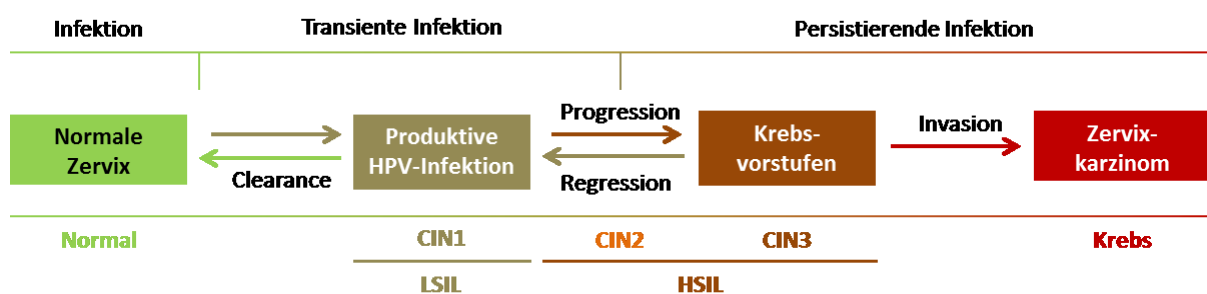 Infektion
Transiente Infektion
Persistierende Infektion
Normale
Zervix
Clearance
Produktive
HPV-Infektion
Progression
Regression
Krebs-
vorstufen
Invasion
Zervix-
karzinom
Normal
CIN1
CIN2
CIN3
Krebs
LSIL
HSIL